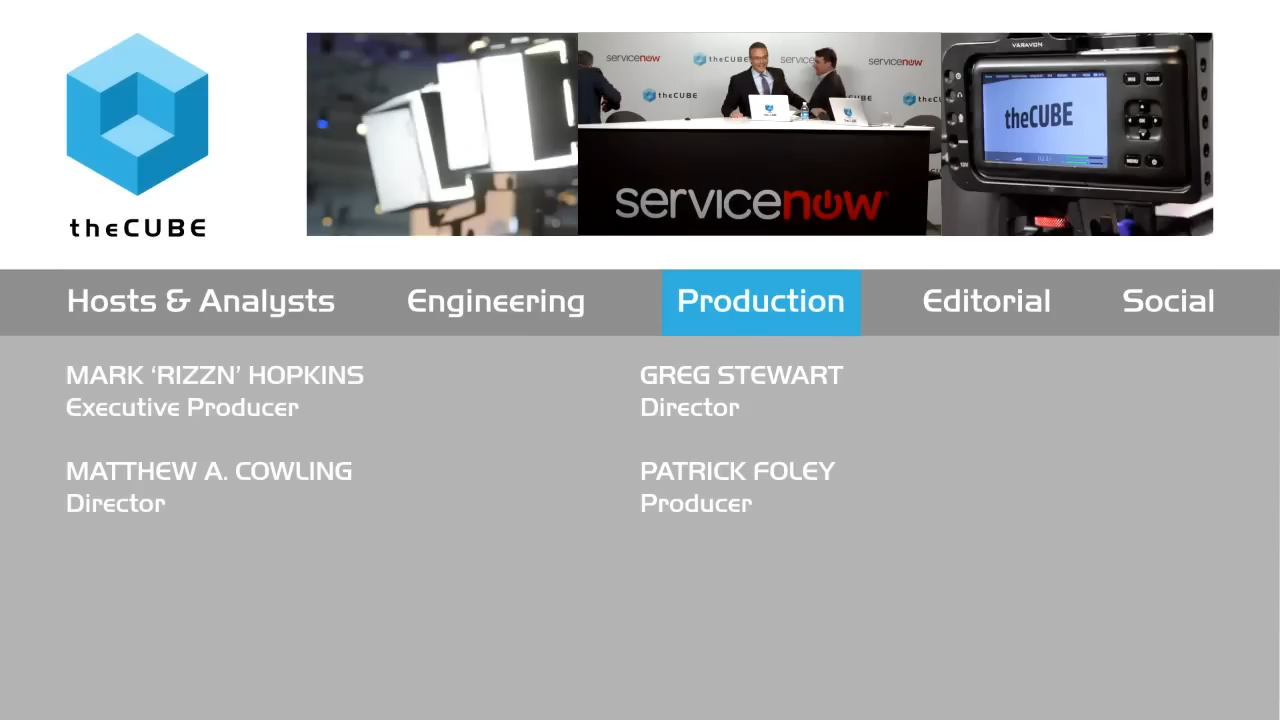 theCUBE
servicenow
theCUBE
servicenow
servicenow
theCUBE
servicenow
VARAVON
theCUBE
MENU
Hosts & Analysts
Engineering
Production
Editorial
Social
MARK ‘RIZZN’ HOPKINS
Executive Producer
GREG STEWART
Director
MATTHEW A. COWLING
Director
PATRICK FOLEY
Producer